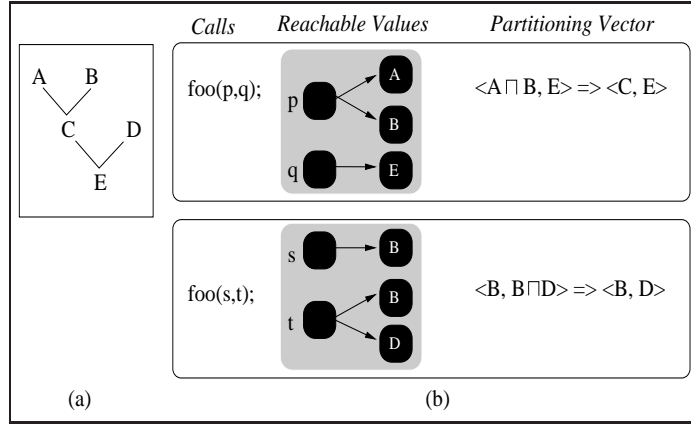 Calls Reachable Values Partitioning Vector
A B
C D
E
foo(p,q);
p
A
B
q
E
<A ⊓ B, E> => <C, E>
foo(s,t);
s
B
t
B
D
<B, B⊓D> => <B, D>
(a) (b)